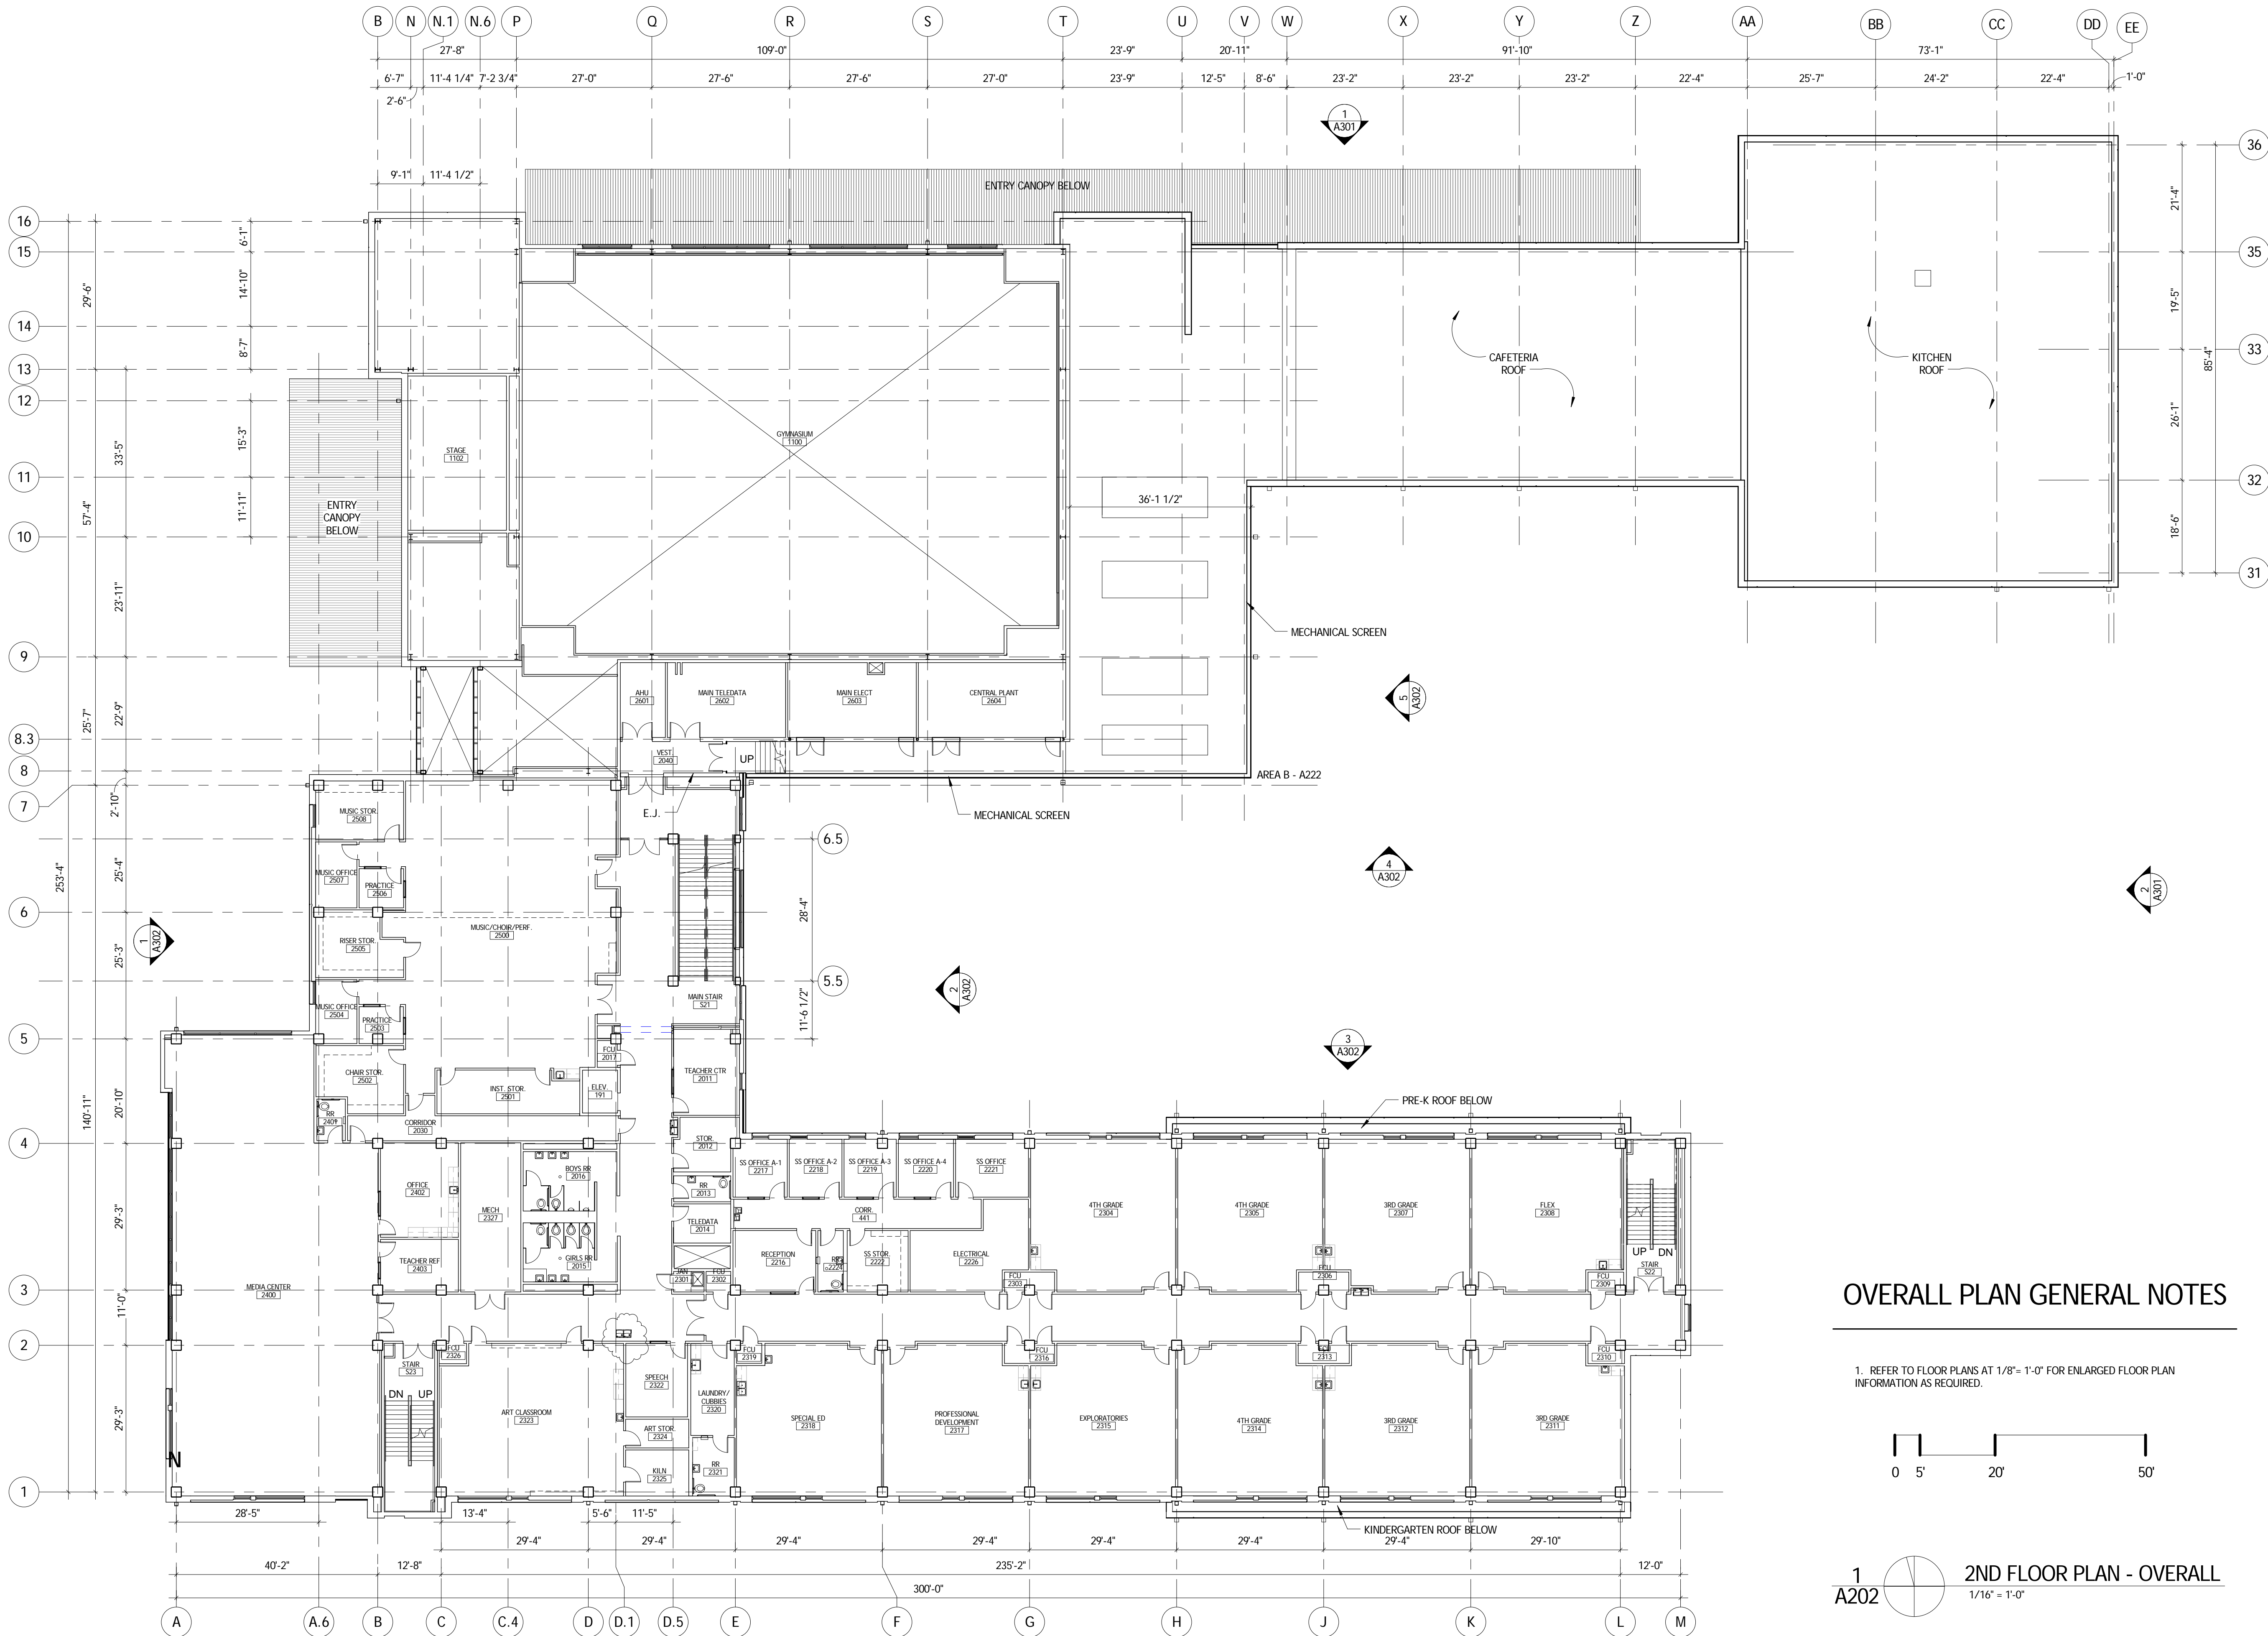 B N N.1 N.6 P Q R S T U V W X Y Z AA BB CC DD EE
27'-8" 109'-0" 23'-9" 20'-11" 91'-10" 73'-1"
6'-7" 11'-4 1/4" 7'-2 3/4" 27'-0" 27'-6" 27'-6" 27'-0" 23'-9" 12'-5" 8'-6" 23'-2" 23'-2" 23'-2" 22'-4" 25'-7" 24'-2" 22'-4" 1'-0"
2'-6"
1
A301
9'-1" 11'-4 1/2"
ENTRY CANOPY BELOW
36
35
33
32
31
21'-4"
19'-5"
26'-1"
18'-6"
85'-4"
16
15
14
13
12
11
10
9
8.3
8
7
6
5
4
3
2
1
6'-1"
14'-10"
8'-7"
15'-3"
11'-11"
29'-6"
57'-4"
25'-7"
253'-4"
140'-11"
33'-5"
23'-11"
22'-9"
2'-10"
25'-4"
25'-3"
20'-10"
29'-3"
11'-0"
29'-3"
CAFETERIA
ROOF
KITCHEN
ROOF
GYMNASIUM
1100
STAGE
1102
ENTRY
CANOPY
BELOW
36'-1 1/2"
MECHANICAL SCREEN
5
A302
AHU
2601
MAIN TELEDATA
2602
MAIN ELECT
2603
CENTRAL PLANT
2604
VEST.
2040
UP
AREA B - A222
E.J.
MECHANICAL SCREEN
6.5
5.5
28'-4"
11'-6 1/2"
4
A302
2
A301
1
A302
2
A302
3
A302
MUSIC STOR.
2508
MUSIC OFFICE
2507
PRACTICE
2506
RISER STOR.
2505
MUSIC/CHOIR/PERF.
2500
MUSIC OFFICE
2504
PRACTICE
2503
MAIN STAIR
S21
CHAIR STOR.
2502
INST. STOR.
2501
FCU
2017
ELEV.
191
TEACHER CTR
2011
RR
2401
CORRIDOR
2030
STOR.
2012
PRE-K ROOF BELOW
SS OFFICE A-1
2217
SS OFFICE A-2
2218
SS OFFICE A-3
2219
SS OFFICE A-4
2220
SS OFFICE
2221
OFFICE
2402
MECH
2327
BOYS RR
2016
RR
2013
TELEDATA
2014
CORR.
441
4TH GRADE
2304
4TH GRADE
2305
3RD GRADE
2307
FLEX
2308
UP DN
STAIR
S22
TEACHER REF
2403
GIRLS RR
2015
RECEPTION
2216
RR
2224
SS STOR.
2222
ELECTRICAL
2226
JAN
2301
FCU
2302
FCU
2303
FCU
2306
FCU
2309
MEDIA CENTER
2400
STAIR
S23
DN UP
FCU
2326
FCU
2319
FCU
2316
FCU
2313
FCU
2310
ART CLASSROOM
2323
SPEECH
2322
LAUNDRY/
CUBBIES
2320
ART STOR.
2324
KILN
2325
RR
2321
SPECIAL ED
2318
PROFESSIONAL
DEVELOPMENT
2317
EXPLORATORIES
2315
4TH GRADE
2314
3RD GRADE
2312
3RD GRADE
2311
N
KINDERGARTEN ROOF BELOW
28'-5" 13'-4" 5'-6" 11'-5"
29'-4" 29'-4" 29'-4" 29'-4" 29'-4" 29'-4" 29'-4" 29'-10"
40'-2" 12'-8" 235'-2" 12'-0"
300'-0"
A A.6 B C C.4 D D.1 D.5 E F G H J K L M
OVERALL PLAN GENERAL NOTES
1. REFER TO FLOOR PLANS AT 1/8"= 1'-0" FOR ENLARGED FLOOR PLAN
INFORMATION AS REQUIRED.
0 5' 20' 50'
1
A202
2ND FLOOR PLAN - OVERALL
1/16" = 1'-0"